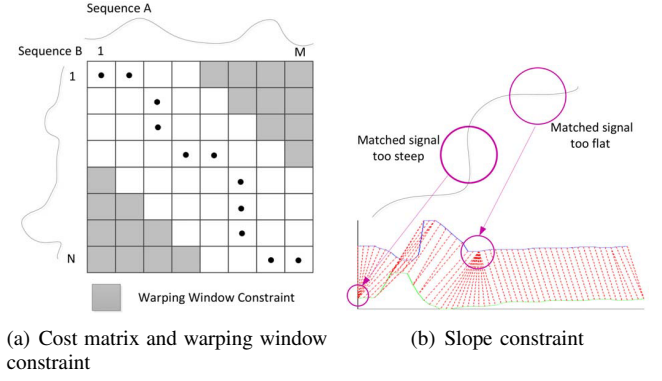 Sequence A
Sequence B 1 M
1
N
Warping Window Constraint
(a) Cost matrix and warping window
constraint
Matched signal
too steep
Matched signal
too flat
(b) Slope constraint